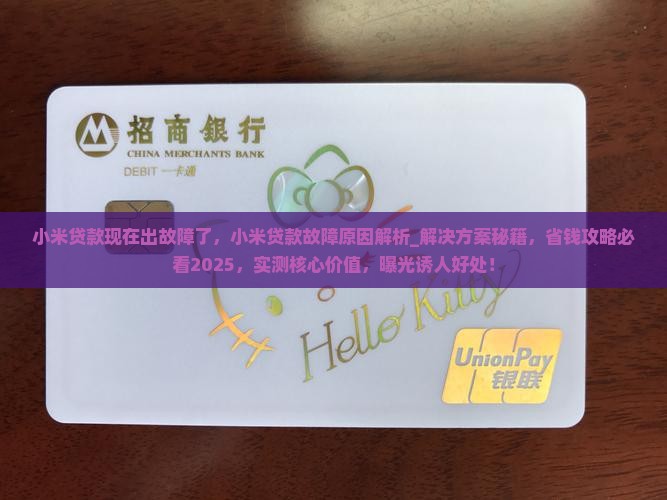 招商銀行
CHINA MERCHANTS BANK
DEBIT 一卡通
小米贷款现在出故障了，小米贷款故障原因解析_解决方案秘籍，省钱攻略必
看2025，实测核心价值，曝光诱人好处！
Hello Kitty
UnionPay
银联